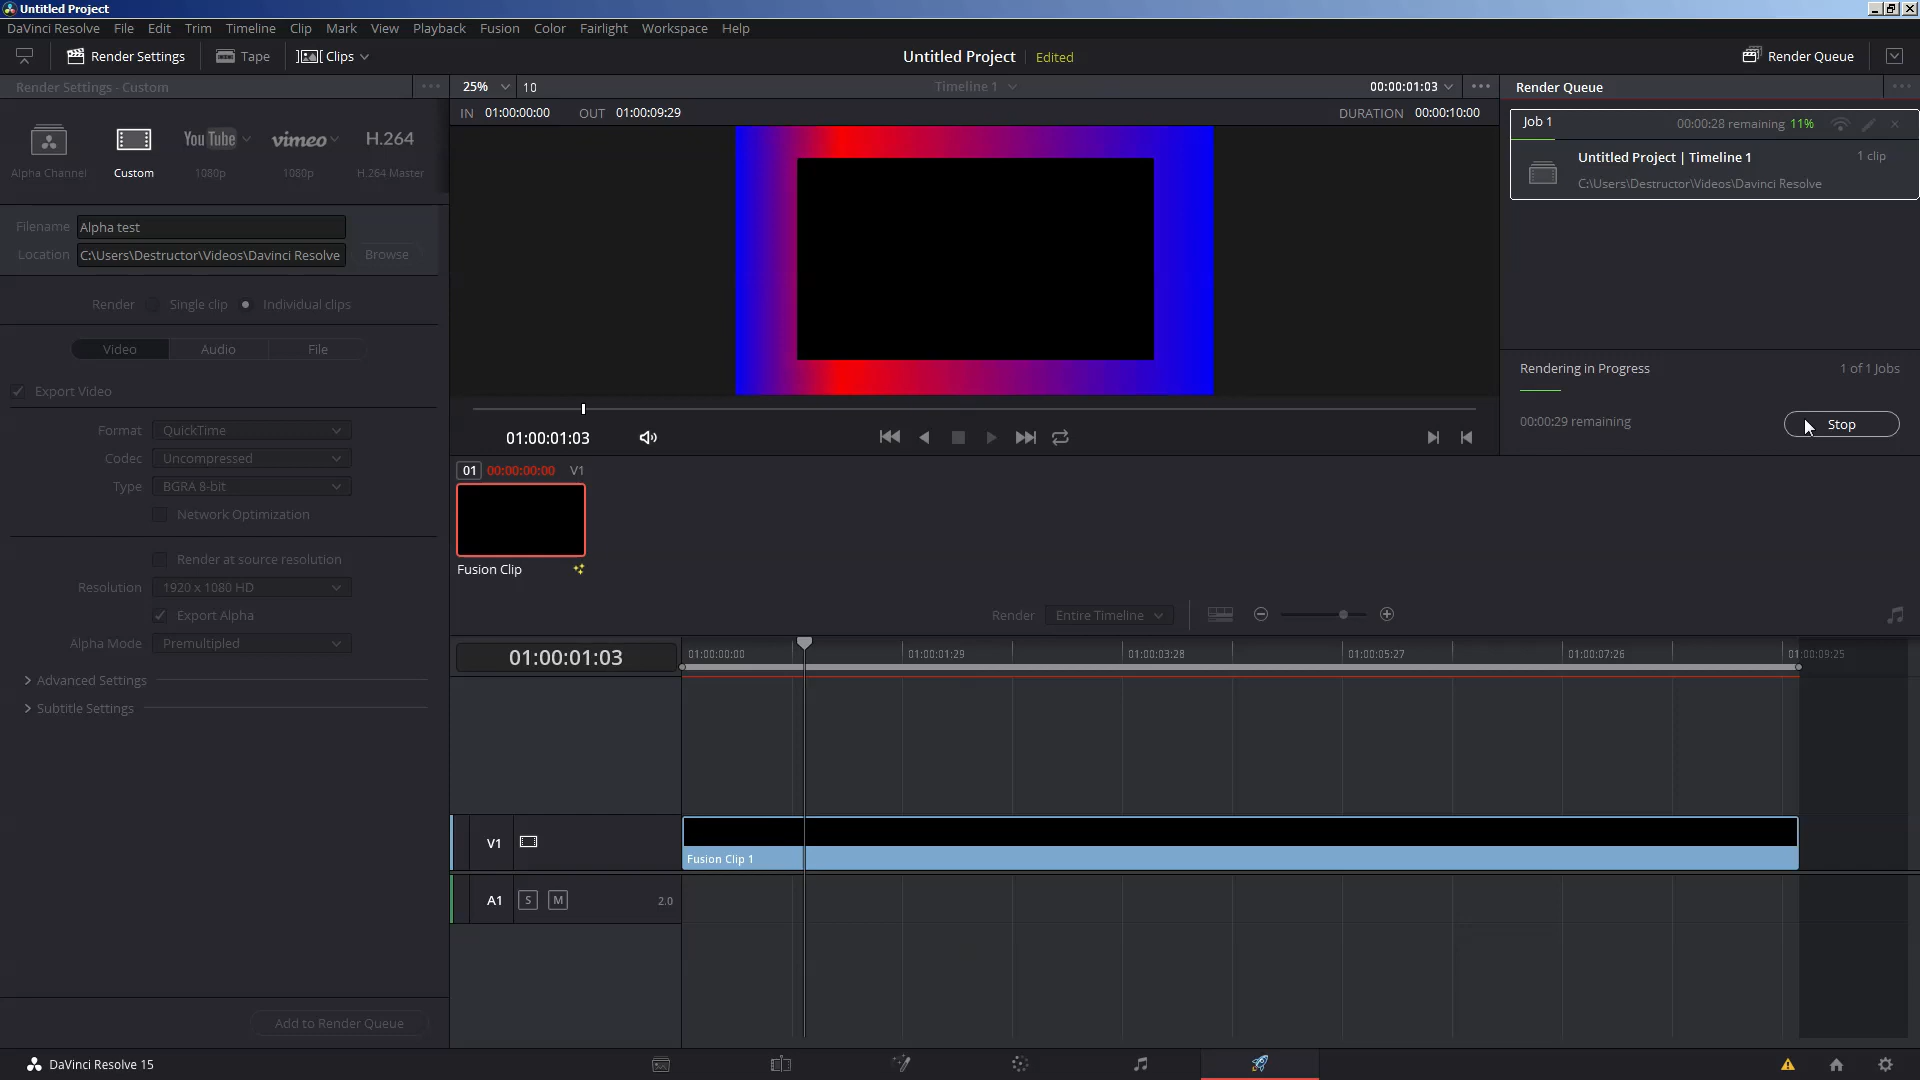 Untitled Project
DaVinci Resolve File Edit Trim Timeline Clip Mark View Playback Fusion Color Fairlight Workspace Help
Render Settings Tape Clips Untitled Project Edited Render Queue
Render Settings - Custom 25% 10 Timeline 1 00:00:01:03 Render Queue
IN 01:00:00:00 OUT 01:00:09:29 DURATION 00:00:10:00
Job 1 00:00:28 remaining 11%
Untitled Project | Timeline 1 1 clip
C:\Users\Destructor\Videos\Davinci Resolve
YouTube vimeo H.264
Alpha Channel Custom 1080p 1080p H.264 Master
Filename Alpha test
Location C:\Users\Destructor\Videos\Davinci Resolve Browse
Render Single clip Individual clips
Video Audio File
Export Video
Format QuickTime
Codec Uncompressed
Type BGRA 8-bit
Network Optimization
Render at source resolution
Resolution 1920 x 1080 HD
Export Alpha
Alpha Mode Premultipled
Advanced Settings
Subtitle Settings
Add to Render Queue
Rendering in Progress 1 of 1 Jobs
00:00:29 remaining Stop
01:00:01:03
01 00:00:00:00 V1
Fusion Clip
Render Entire Timeline
01:00:01:03 01:00:00:00 01:00:01:29 01:00:03:28 01:00:05:27 01:00:07:26 01:00:09:25
V1
Fusion Clip 1
A1 S M 2.0
DaVinci Resolve 15